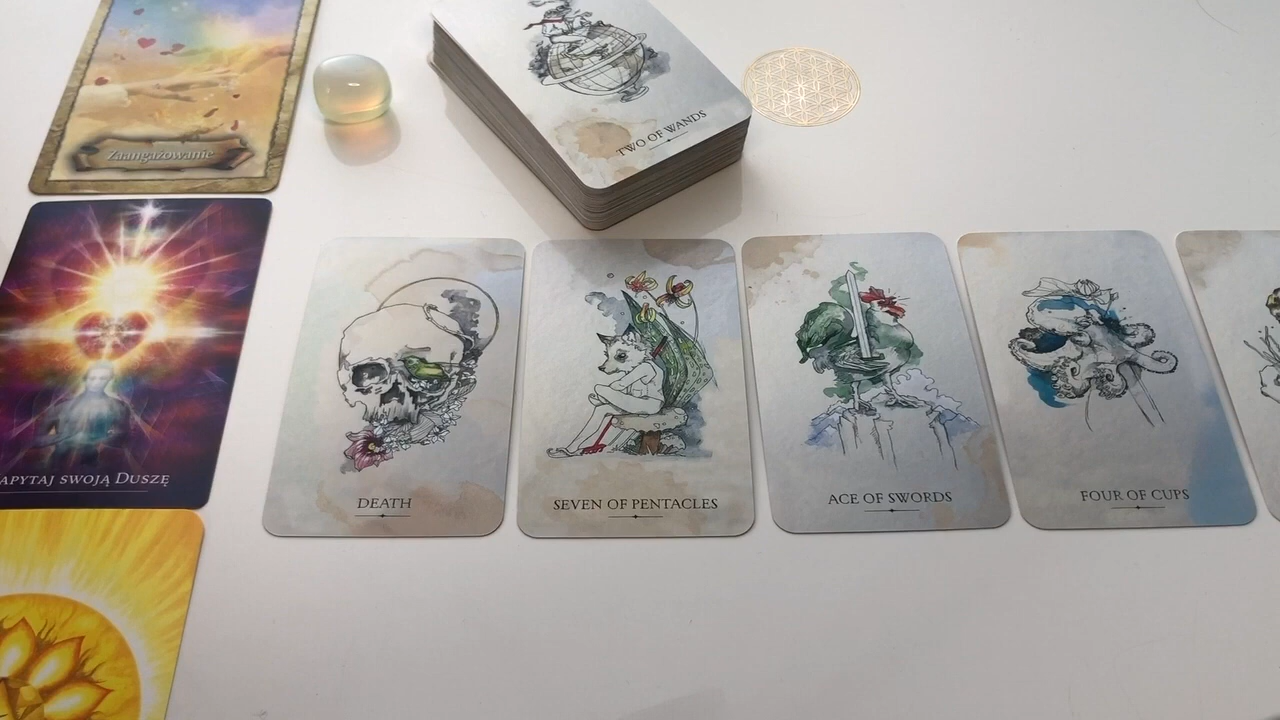 Zaangażowanie
TWO OF WANDS
APYTAJ SWOJĄ DUSZĘ
DEATH
SEVEN OF PENTACLES
ACE OF SWORDS
FOUR OF CUPS